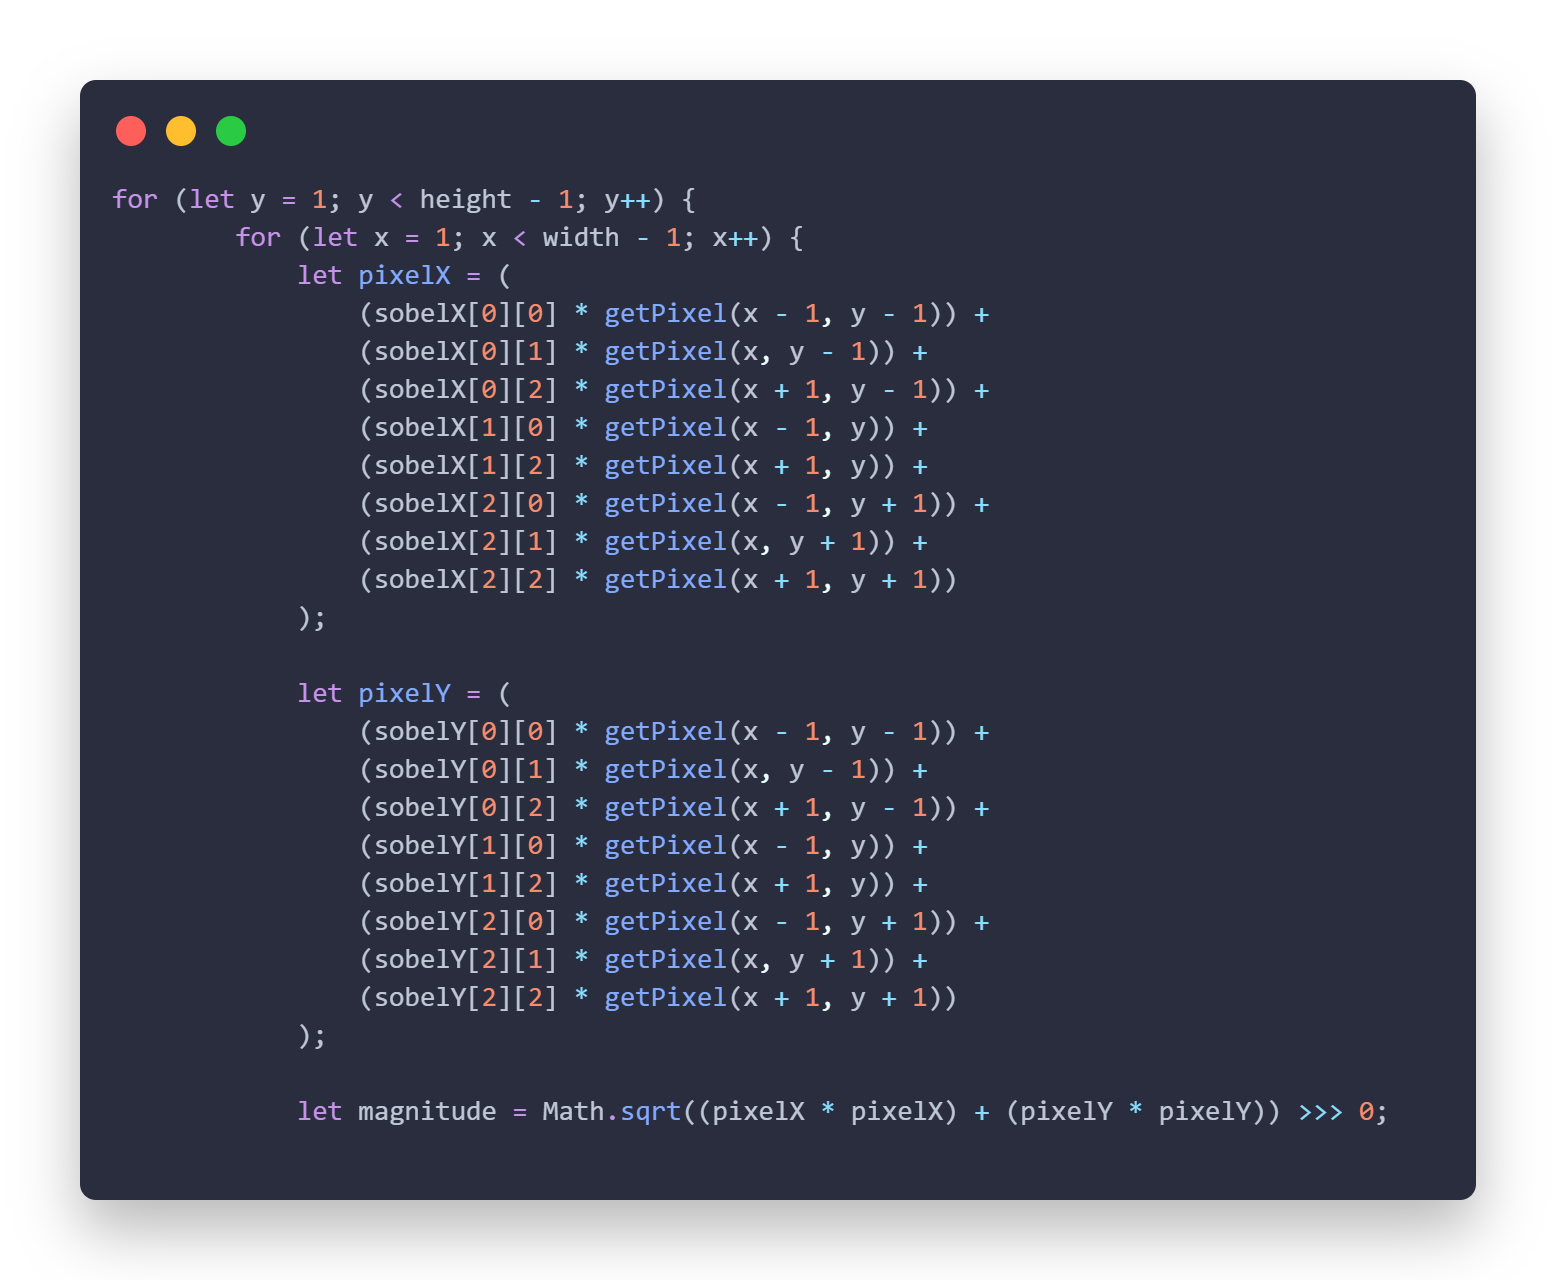 for (let y = 1; y < height - 1; y++) {
        for (let x = 1; x < width - 1; x++) {
            let pixelX = (
                (sobelX[0][0] * getPixel(x - 1, y - 1)) +
                (sobelX[0][1] * getPixel(x, y - 1)) +
                (sobelX[0][2] * getPixel(x + 1, y - 1)) +
                (sobelX[1][0] * getPixel(x - 1, y)) +
                (sobelX[1][2] * getPixel(x + 1, y)) +
                (sobelX[2][0] * getPixel(x - 1, y + 1)) +
                (sobelX[2][1] * getPixel(x, y + 1)) +
                (sobelX[2][2] * getPixel(x + 1, y + 1))
            );

            let pixelY = (
                (sobelY[0][0] * getPixel(x - 1, y - 1)) +
                (sobelY[0][1] * getPixel(x, y - 1)) +
                (sobelY[0][2] * getPixel(x + 1, y - 1)) +
                (sobelY[1][0] * getPixel(x - 1, y)) +
                (sobelY[1][2] * getPixel(x + 1, y)) +
                (sobelY[2][0] * getPixel(x - 1, y + 1)) +
                (sobelY[2][1] * getPixel(x, y + 1)) +
                (sobelY[2][2] * getPixel(x + 1, y + 1))
            );

            let magnitude = Math.sqrt((pixelX * pixelX) + (pixelY * pixelY)) >>> 0;